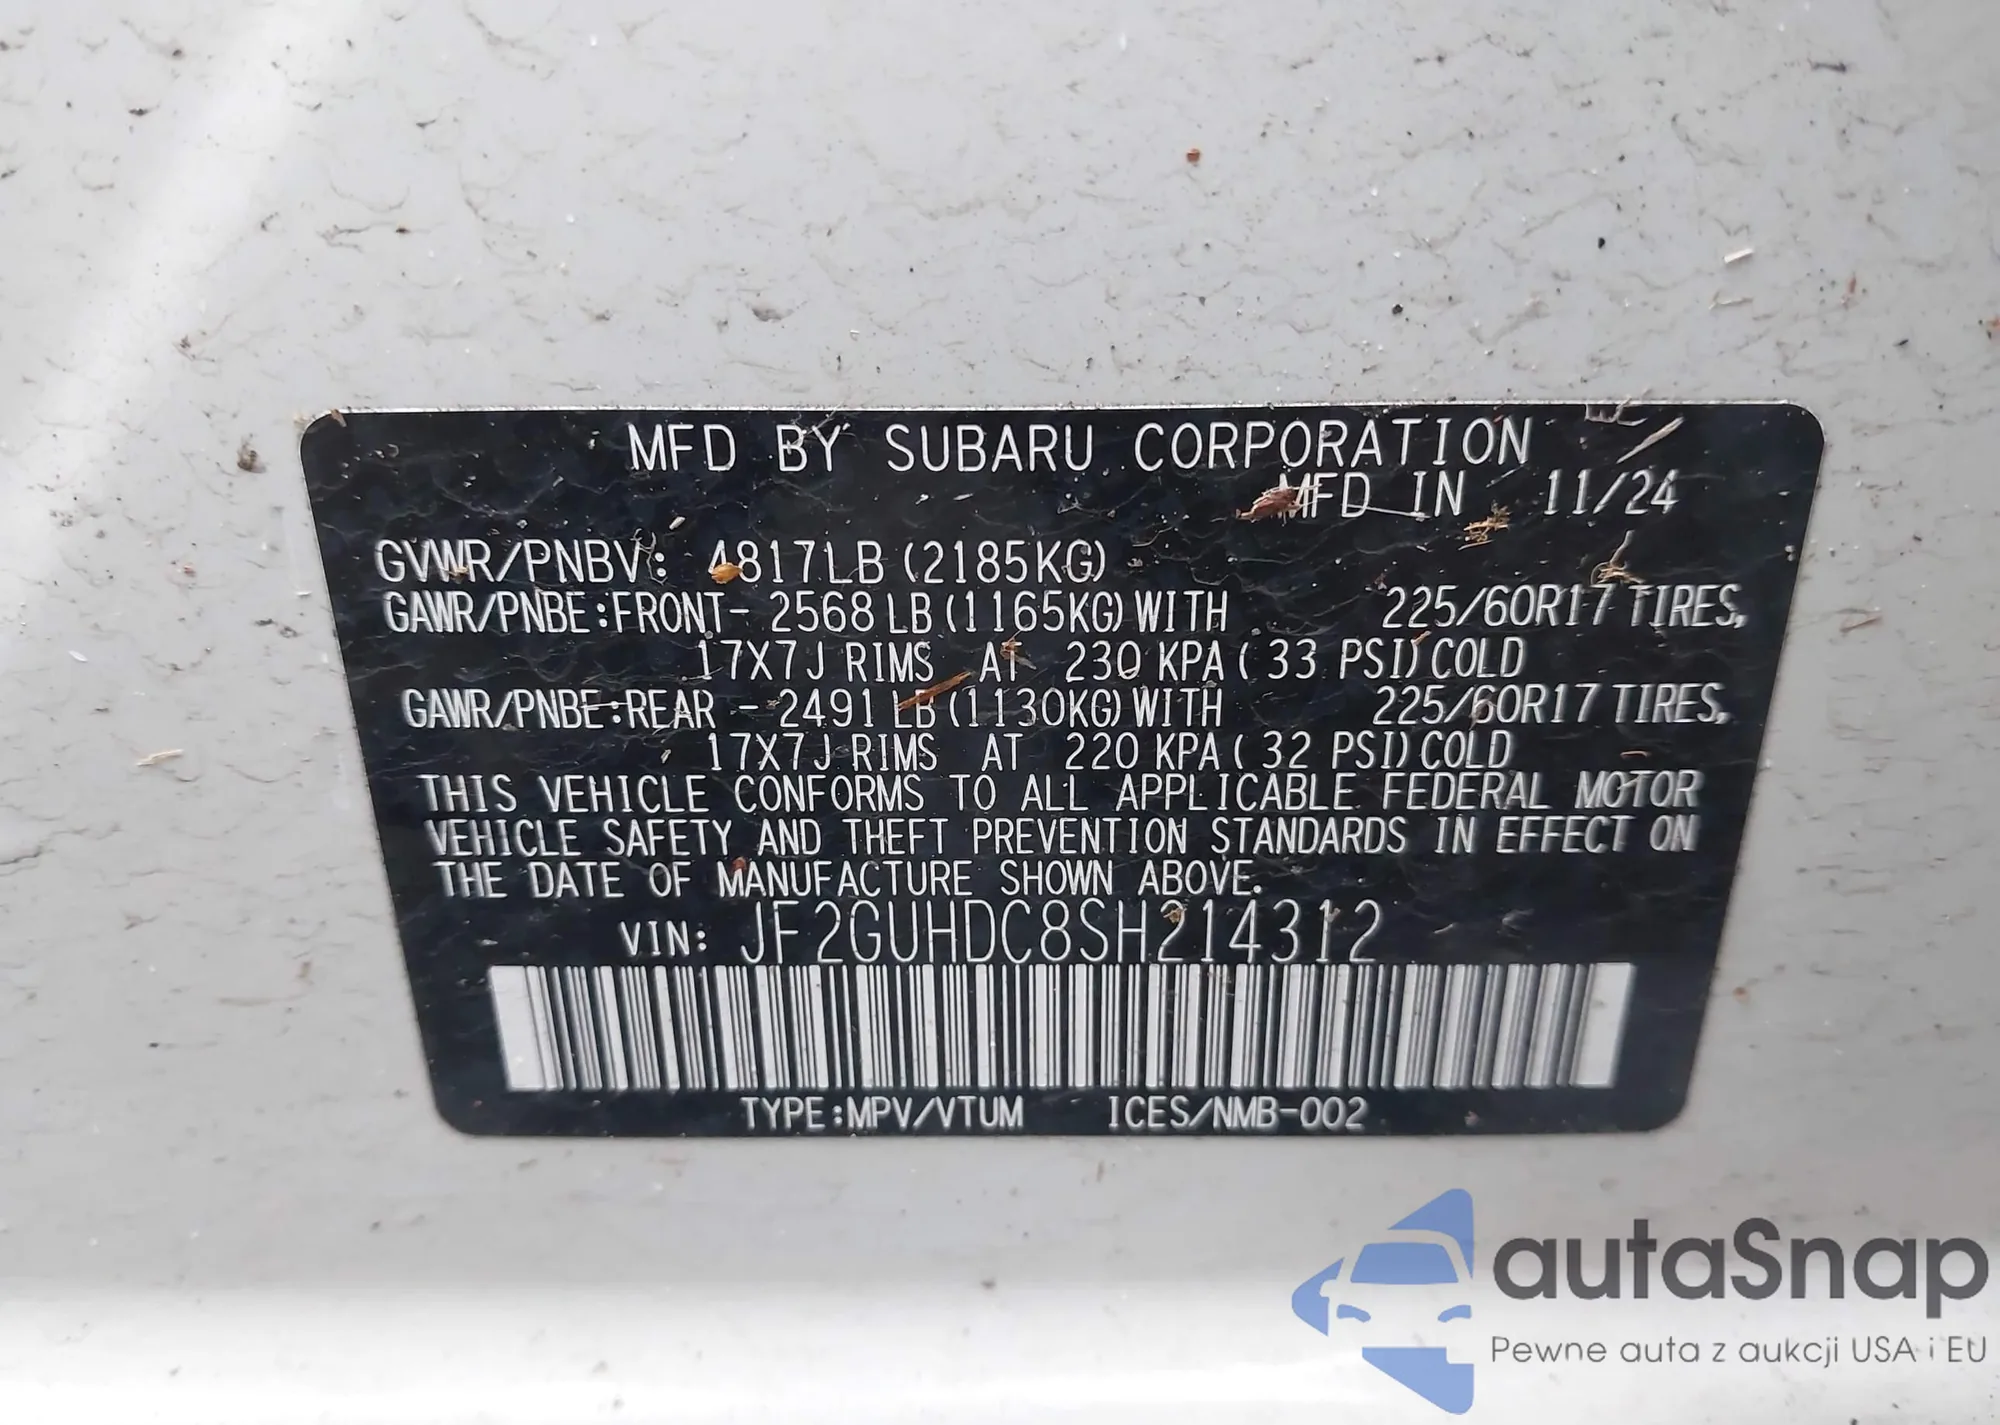 MFD BY SUBARU CORPORATION
MFD IN 11/24
GVWR/PNBV: 4817LB (2185KG)
GAWR/PNBE:FRONT- 2568 LB (1165KG) WITH 225/60R17 TIRES,
17X7J RIMS AT 230 KPA ( 33 PSI) COLD
GAWR/PNBE:REAR - 2491 LB (1130KG) WITH 225/60R17 TIRES,
17X7J RIMS AT 220 KPA ( 32 PSI) COLD
THIS VEHICLE CONFORMS TO ALL APPLICABLE FEDERAL MOTOR
VEHICLE SAFETY AND THEFT PREVENTION STANDARDS IN EFFECT ON
THE DATE OF MANUFACTURE SHOWN ABOVE.
VIN: JF2GUHDC8SH214312
TYPE:MPV/VTUM ICES/NMB-002
autaSnap
Pewne auta z aukcji USA i EU